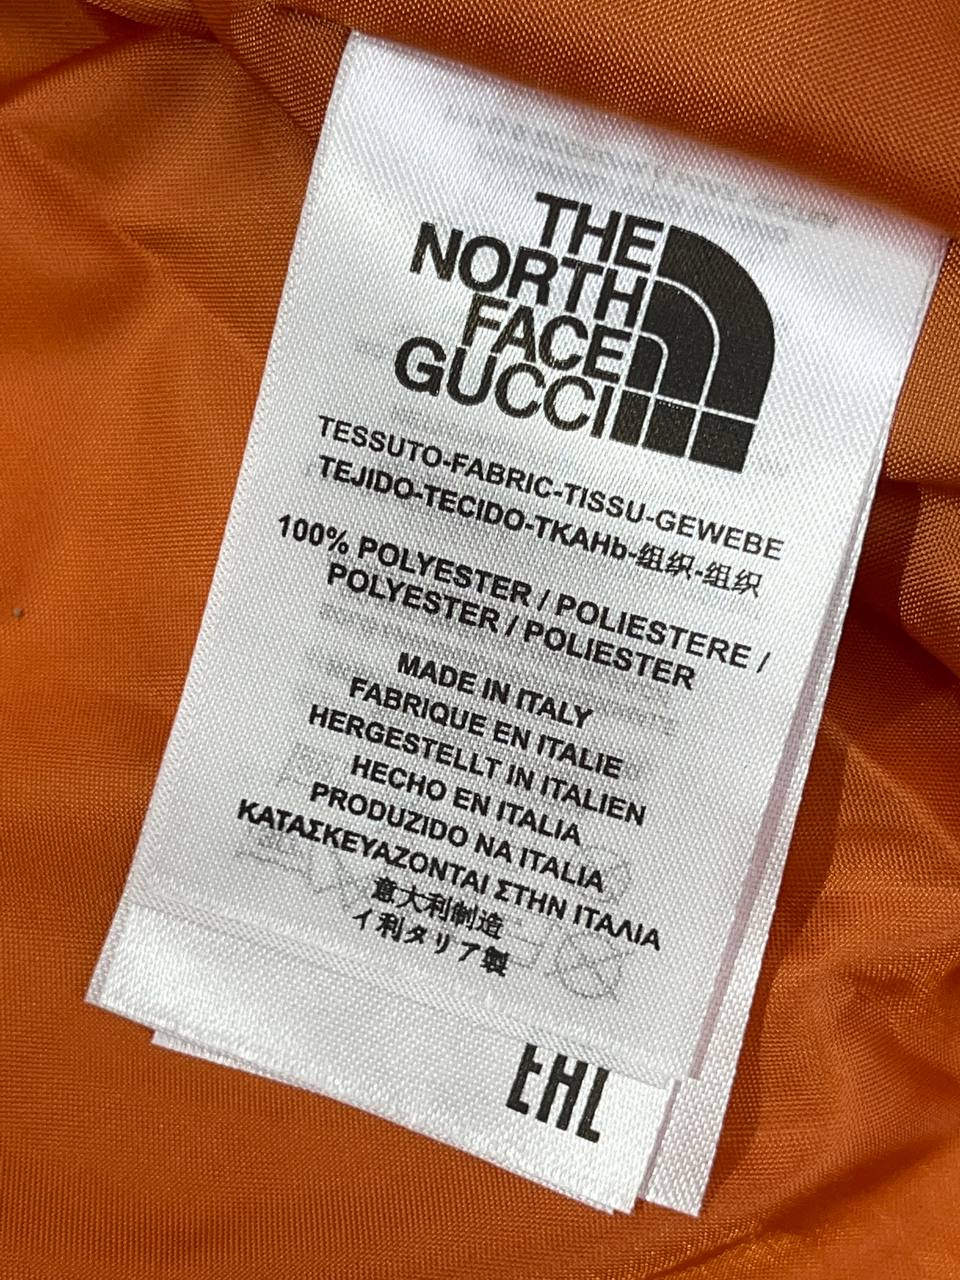 THE
NORTH
FACE
GUCCI
TESSUTO-FABRIC-TISSU-GEWEBE
TEJIDO-TECIDO-TKAHb-组织-组织
100% POLYESTER / POLIESTERE /
POLYESTER / POLIESTER
MADE IN ITALY
FABRIQUE EN ITALIE
HERGESTELLT IN ITALIEN
HECHO EN ITALIA
PRODUZIDO NA ITALIA
ΚΑΤΑΣΚΕΥΑΖΟΝΤΑΙ ΣΤΗΝ ΙΤΑΛΙΑ
意大利制造
イ利タリア製
EHL